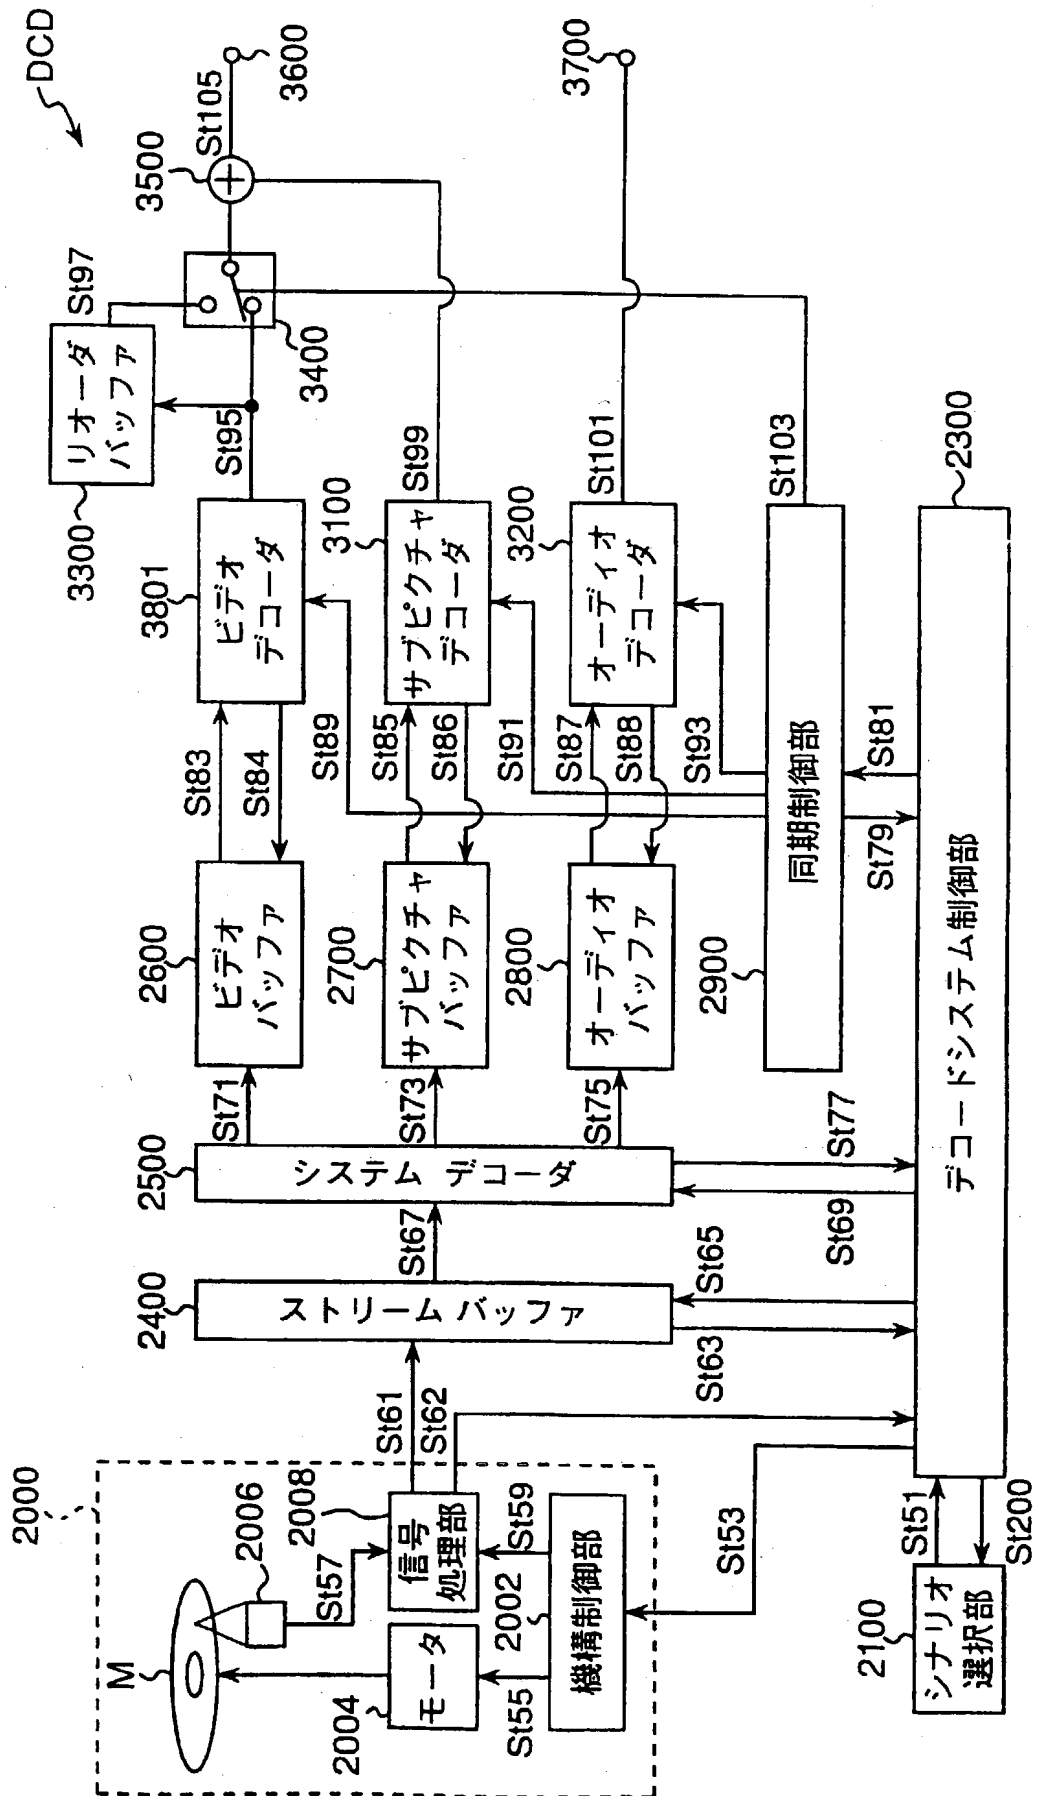 DCD
2000
M
2006
St57
2008
信号
処理部
2004
モータ
St55
2002
St59
機構制御部
St53
St61
St62
2400
ストリーム バッファ
St63
St65
St67
2500
システム デコーダ
St69
St77
St71
St73
St75
2600
ビデオ
バッファ
2700
サブピクチャ
バッファ
2800
オーディオ
バッファ
St83
St84
St89
St85
St86
St91
St87
St88
St93
3801
ビデオ
デコーダ
3100
サブピクチャ
デコーダ
3200
オーディオ
デコーダ
2900
同期制御部
St79
St81
St95
St99
St101
St103
3300
リオーダ
バッファ
St97
3400
3500
St105
3600
3700
2300
デコードシステム制御部
2100
シナリオ
選択部
St51
St200